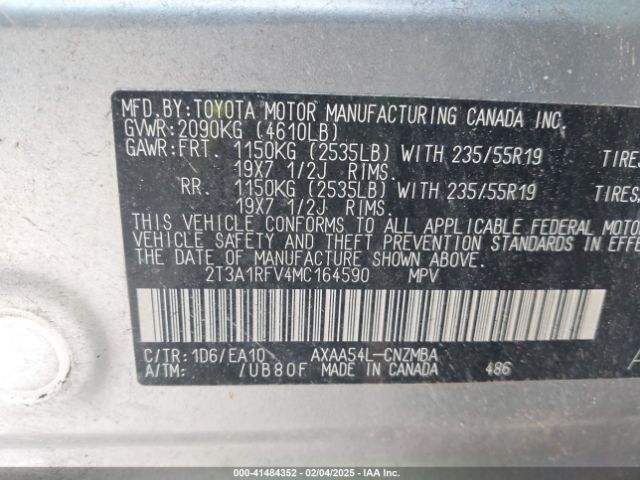 MFD.BY:TOYOTA MOTOR MANUFACTURING CANADA INC.
GVWR:2090KG (4610LB)
GAWR:FRT. 1150KG (2535LB) WITH 235/55R19 TIRES
19X7 1/2J RIMS.
RR. 1150KG (2535LB) WITH 235/55R19 TIRES,
19X7 1/2J RIMS.
THIS VEHICLE CONFORMS TO ALL APPLICABLE FEDERAL MOTOR
VEHICLE SAFETY AND THEFT PREVENTION STANDARDS IN EFFE
THE DATE OF MANUFACTURE SHOWN ABOVE.
2T3A1RFV4MC164590 MPV
C/TR:1D6/EA10 AXAA54L-CNZMBA
A/TM: /UB80F MADE IN CANADA 486
000-41484352 | 02/04/2025 - IAA Inc.